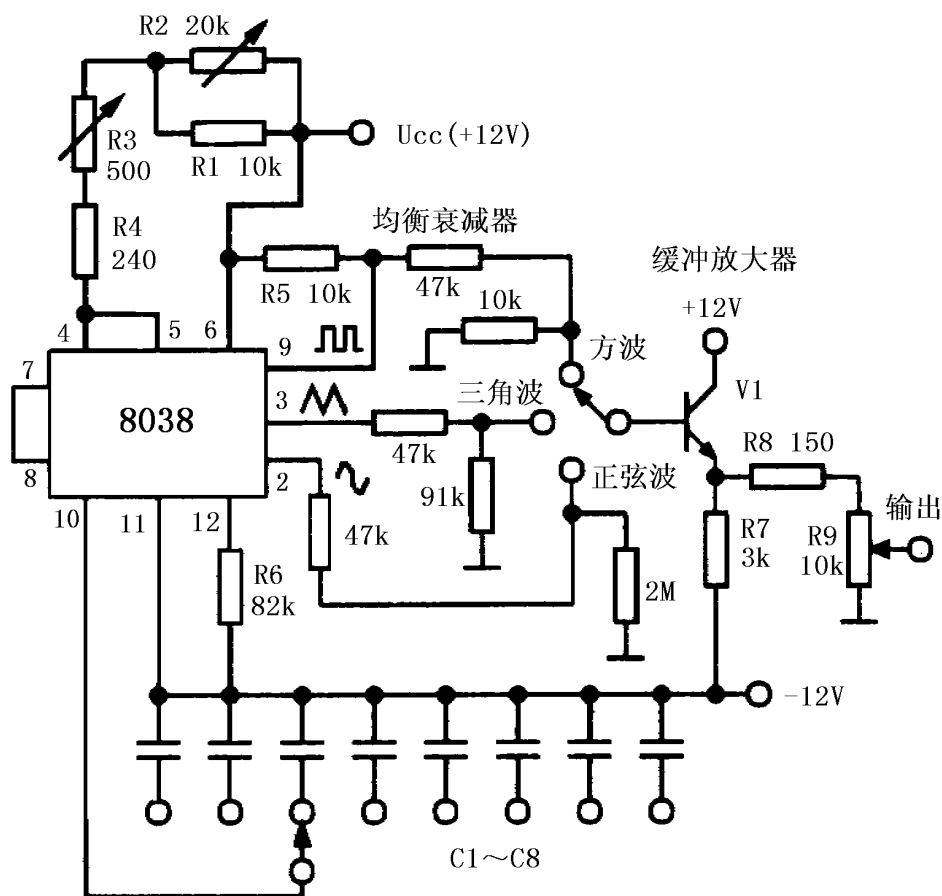 R2 20k
R3
500
R1 10k
Ucc(+12V)
R4
240
均衡衰减器
R5 10k
47k
10k
缓冲放大器
+12V
4
5
6
9
方波
7
3
三角波
V1
8038
47k
R8 150
8
2
正弦波
91k
输出
10
11
12
47k
R7
3k
R9
10k
R6
82k
2M
-12V
C1～C8